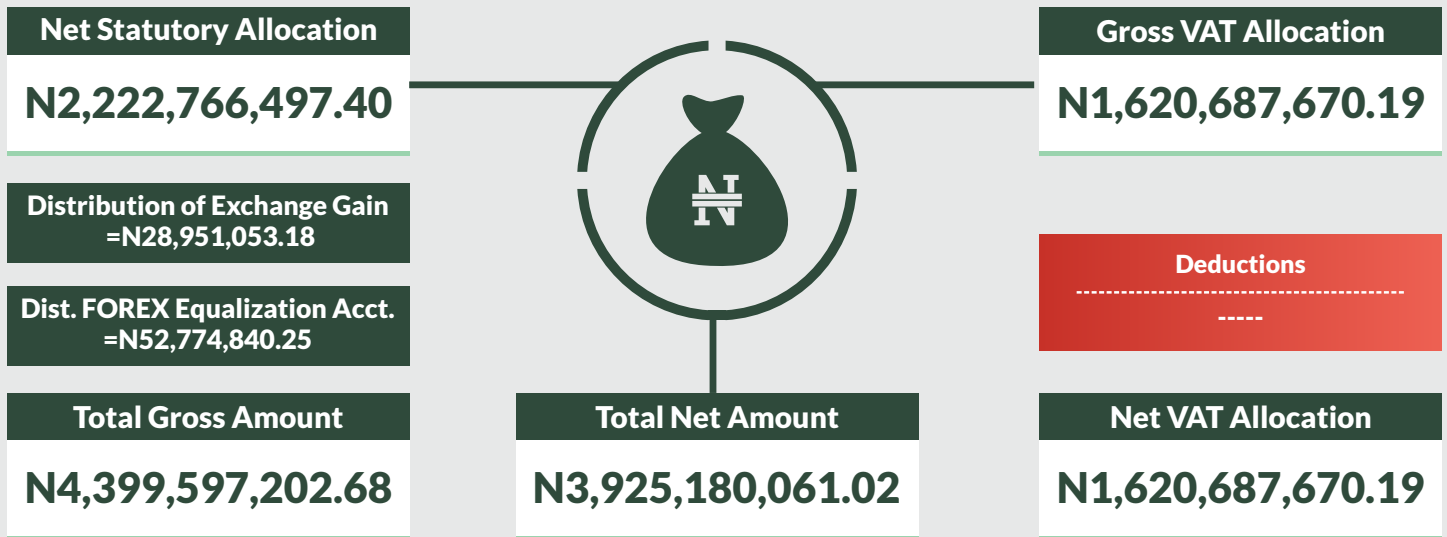 Net Statutory Allocation
N2,222,766,497.40
Distribution of Exchange Gain
=N28,951,053.18
Dist. FOREX Equalization Acct.
=N52,774,840.25
Total Gross Amount
N4,399,597,202.68
₦
Total Net Amount
N3,925,180,061.02
Gross VAT Allocation
N1,620,687,670.19
Deductions
--------------------------------------------
-----
Net VAT Allocation
N1,620,687,670.19